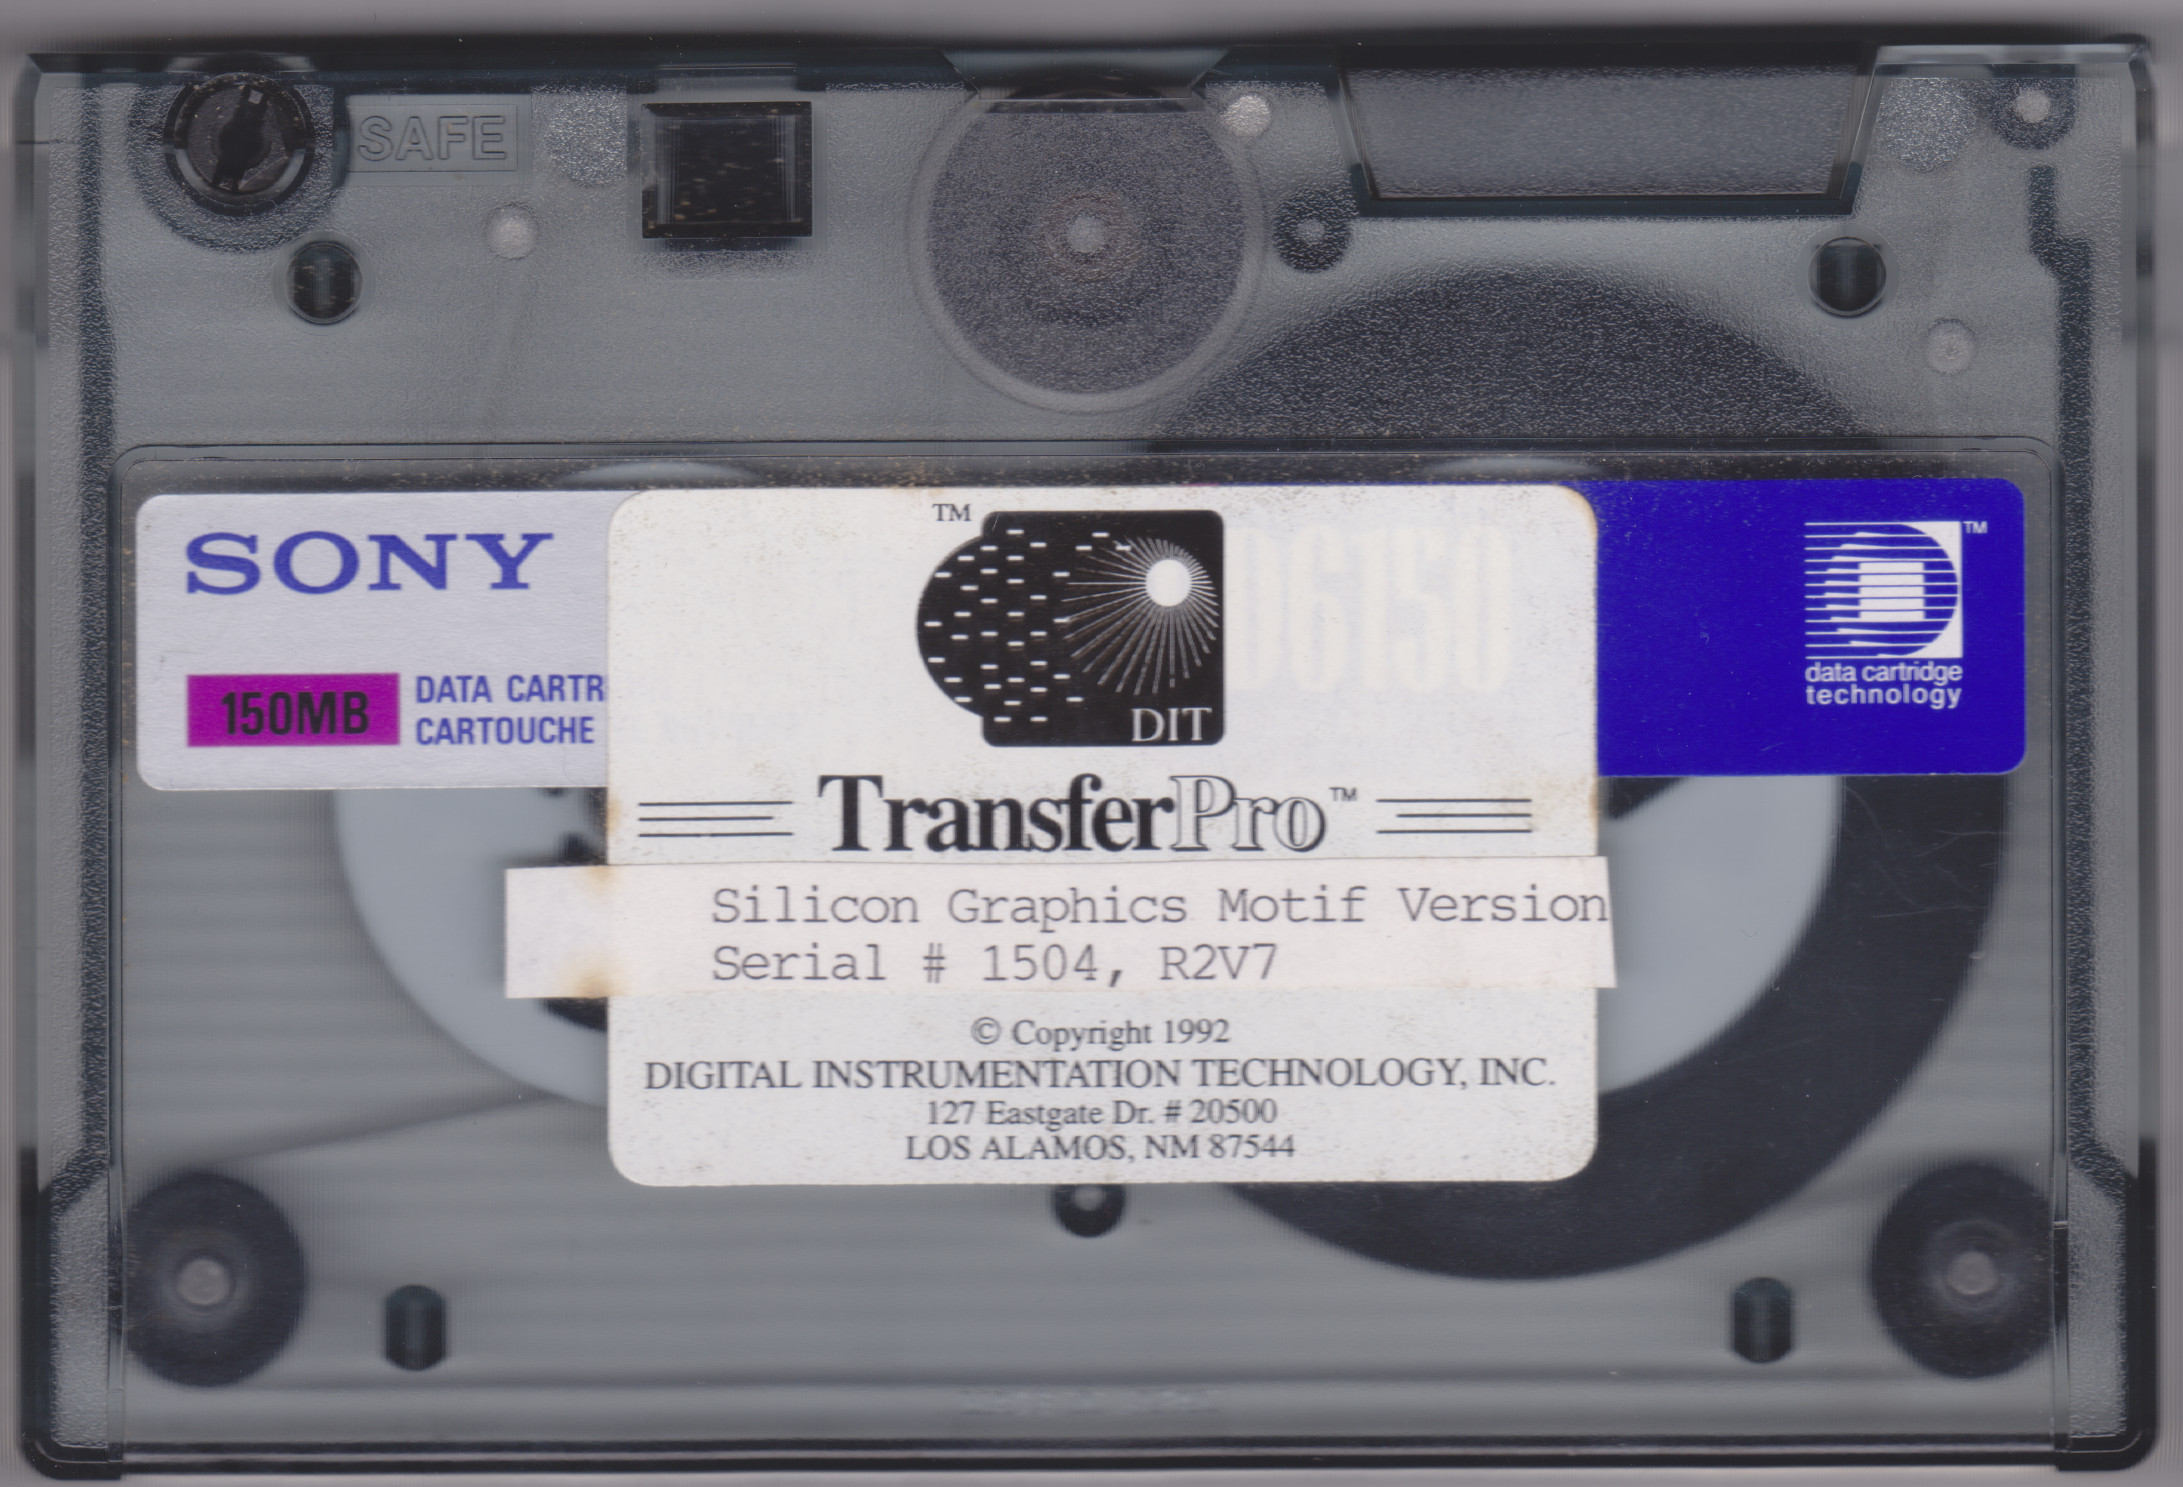 SAFE
SONY
150MB
DATA CARTR
CARTOUCHE
TM
DIT
D6150
TM
data cartridge
technology
TransferPro™
Silicon Graphics Motif Version
Serial # 1504, R2V7
© Copyright 1992
DIGITAL INSTRUMENTATION TECHNOLOGY, INC.
127 Eastgate Dr. # 20500
LOS ALAMOS, NM 87544